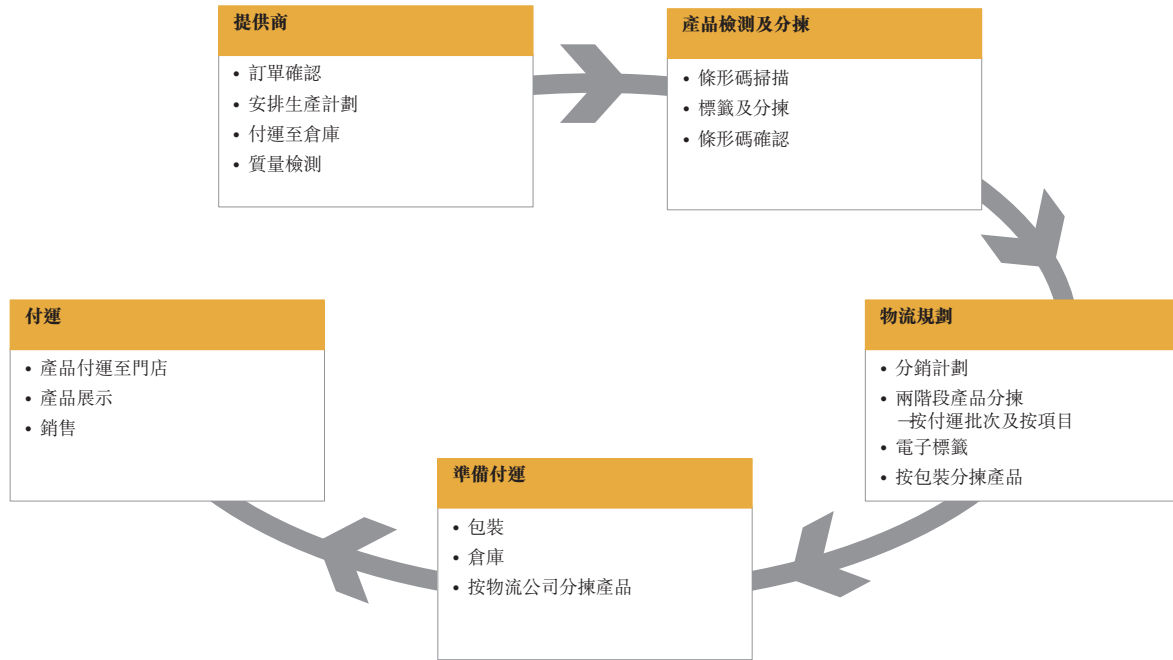 提供商
• 訂單確認
• 安排生產計劃
• 付運至倉庫
• 質量檢測
產品檢測及分揀
• 條形碼掃描
• 標籤及分揀
• 條形碼確認
物流規劃
• 分銷計劃
• 兩階段產品分揀
—按付運批次及按項目
• 電子標籤
• 按包裝分揀產品
準備付運
• 包裝
• 倉庫
• 按物流公司分揀產品
付運
• 產品付運至門店
• 產品展示
• 銷售